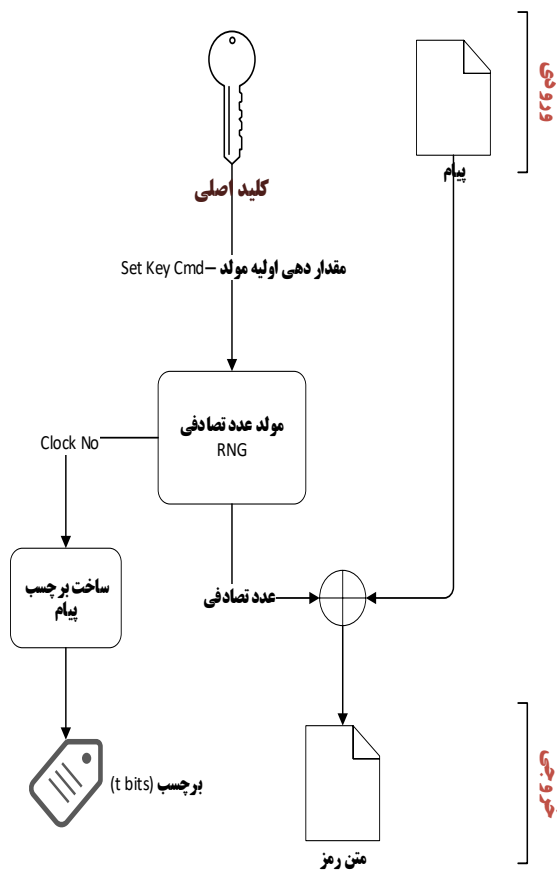 ورودی
پیام
کلید اصلی
مقدار دهی اولیه مولد – Set Key Cmd
مولد عدد تصادفی
RNG
Clock No
ساخت برچسب
پیام
عدد تصادفی
برچسب (t bits)
متن رمز
خروجی